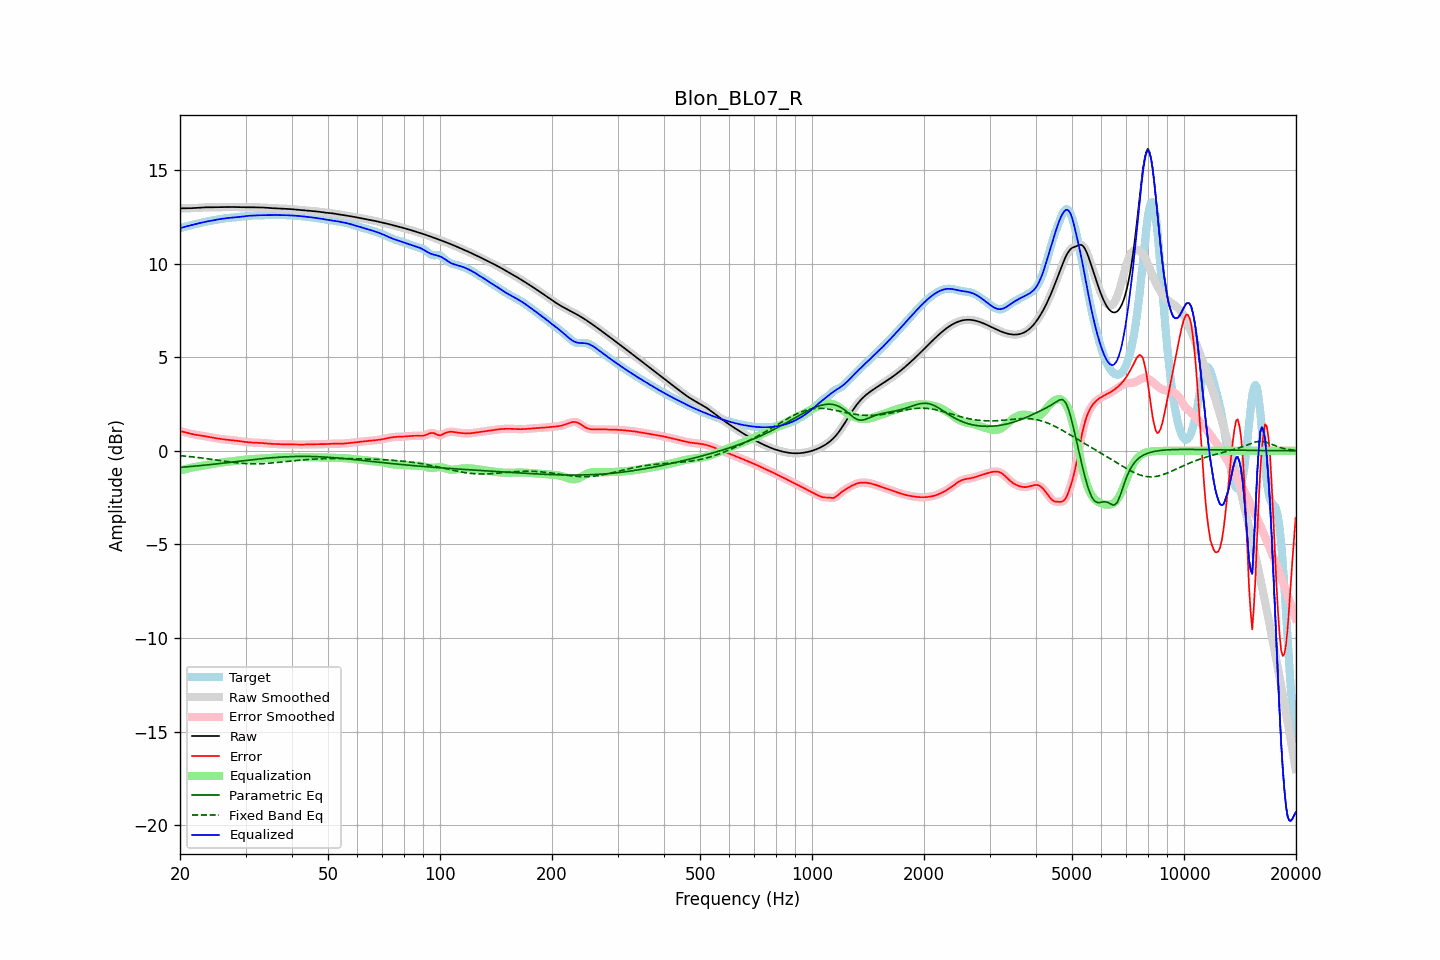 Blon_BL07_R
Amplitude (dBr)
15
10
5
0
−5
−10
−15
−20
Target
Raw Smoothed
Error Smoothed
Raw
Error
Equalization
Parametric Eq
Fixed Band Eq
Equalized
20 50 100 200 500 1000 2000 5000 10000 20000
Frequency (Hz)